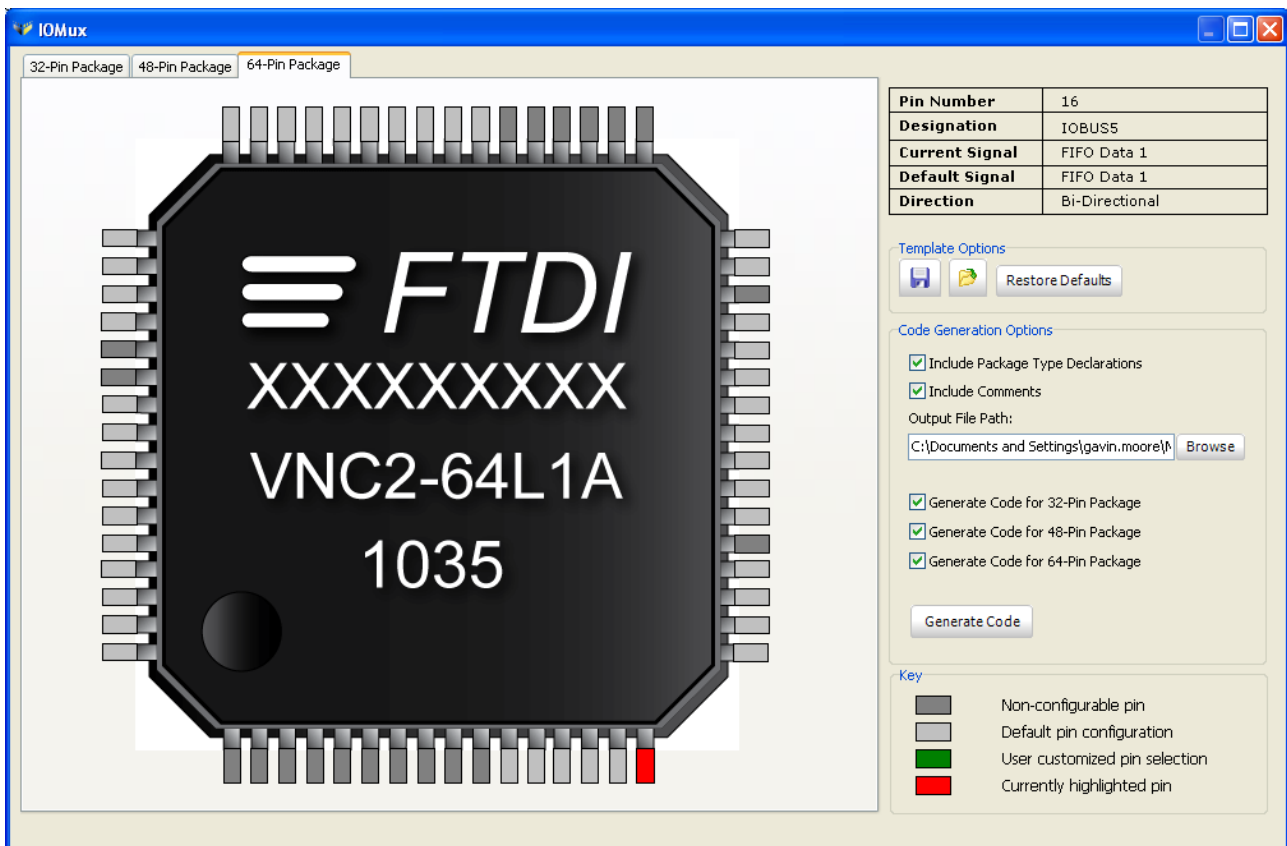 IOMux
32-Pin Package 48-Pin Package 64-Pin Package
FTDI
XXXXXXXXX
VNC2-64L1A
1035
Pin Number 16
Designation IOBUS5
Current Signal FIFO Data 1
Default Signal FIFO Data 1
Direction Bi-Directional
Template Options
Restore Defaults
Code Generation Options
Include Package Type Declarations
Include Comments
Output File Path:
C:\Documents and Settings\gavin.moore\ Browse
Generate Code for 32-Pin Package
Generate Code for 48-Pin Package
Generate Code for 64-Pin Package
Generate Code
Key
Non-configurable pin
Default pin configuration
User customized pin selection
Currently highlighted pin